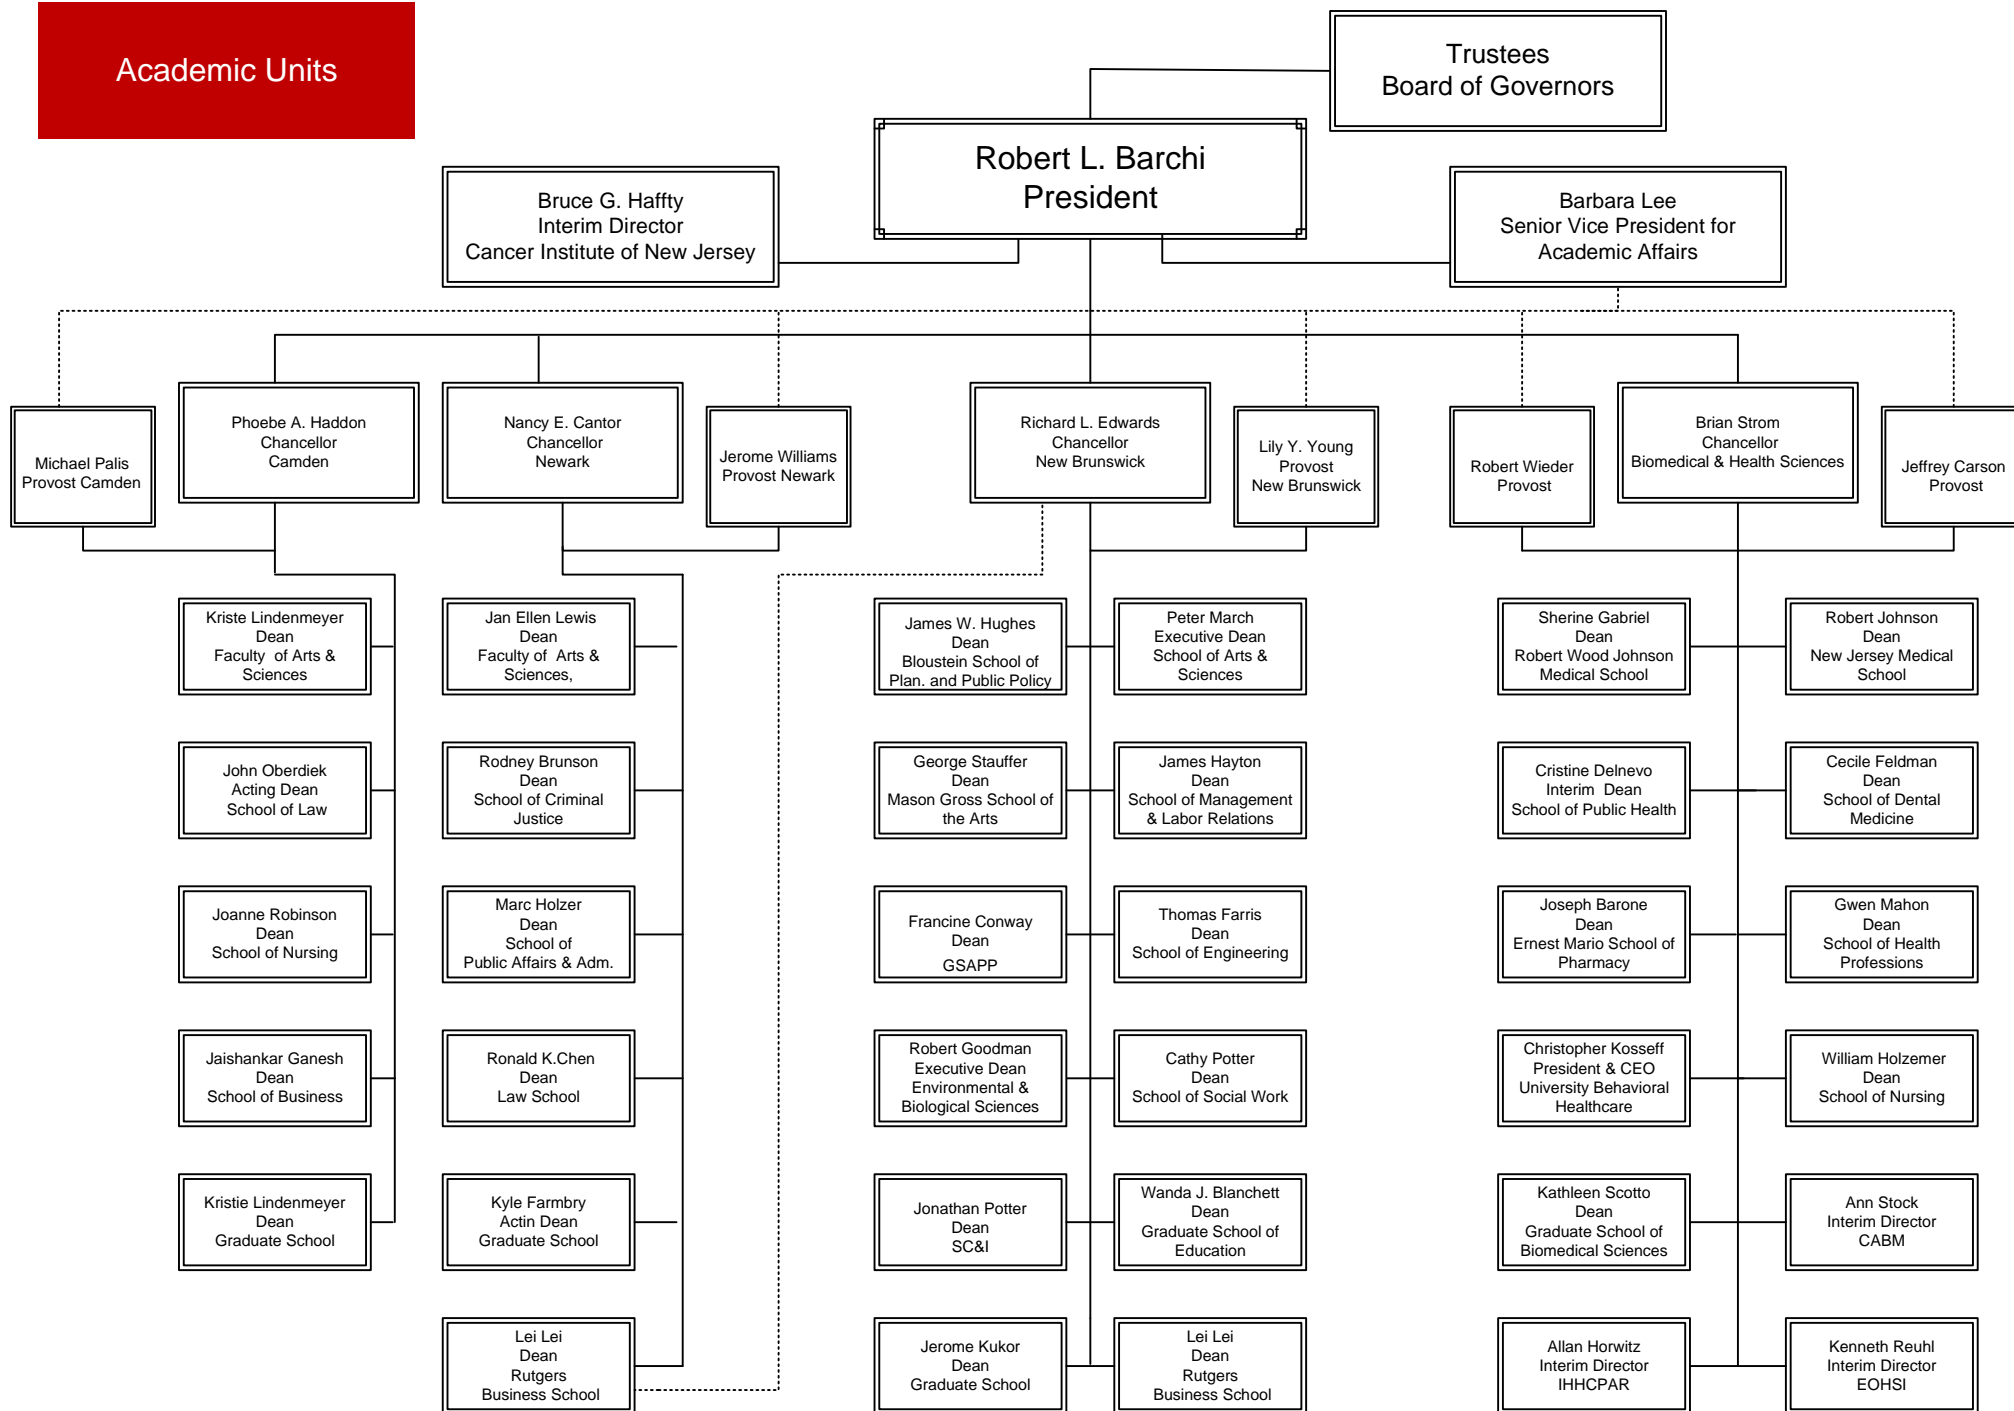 Academic Units
Trustees
Board of Governors
Robert L. Barchi
President
Bruce G. Haffty
Interim Director
Cancer Institute of New Jersey
Barbara Lee
Senior Vice President for
Academic Affairs
Michael Palis
Provost Camden
Phoebe A. Haddon
Chancellor
Camden
Nancy E. Cantor
Chancellor
Newark
Jerome Williams
Provost Newark
Richard L. Edwards
Chancellor
New Brunswick
Lily Y. Young
Provost
New Brunswick
Robert Wieder
Provost
Brian Strom
Chancellor
Biomedical & Health Sciences
Jeffrey Carson
Provost
Kriste Lindenmeyer
Dean
Faculty of Arts &
Sciences
Jan Ellen Lewis
Dean
Faculty of Arts &
Sciences,
James W. Hughes
Dean
Bloustein School of
Plan. and Public Policy
Peter March
Executive Dean
School of Arts &
Sciences
Sherine Gabriel
Dean
Robert Wood Johnson
Medical School
Robert Johnson
Dean
New Jersey Medical
School
John Oberdiek
Acting Dean
School of Law
Rodney Brunson
Dean
School of Criminal
Justice
George Stauffer
Dean
Mason Gross School of
the Arts
James Hayton
Dean
School of Management
& Labor Relations
Cristine Delnevo
Interim Dean
School of Public Health
Cecile Feldman
Dean
School of Dental
Medicine
Joanne Robinson
Dean
School of Nursing
Marc Holzer
Dean
School of
Public Affairs & Adm.
Francine Conway
Dean
GSAPP
Thomas Farris
Dean
School of Engineering
Joseph Barone
Dean
Ernest Mario School of
Pharmacy
Gwen Mahon
Dean
School of Health
Professions
Jaishankar Ganesh
Dean
School of Business
Ronald K.Chen
Dean
Law School
Robert Goodman
Executive Dean
Environmental &
Biological Sciences
Cathy Potter
Dean
School of Social Work
Christopher Kosseff
President & CEO
University Behavioral
Healthcare
William Holzemer
Dean
School of Nursing
Kristie Lindenmeyer
Dean
Graduate School
Kyle Farmbry
Actin Dean
Graduate School
Jonathan Potter
Dean
SC&I
Wanda J. Blanchett
Dean
Graduate School of
Education
Kathleen Scotto
Dean
Graduate School of
Biomedical Sciences
Ann Stock
Interim Director
CABM
Lei Lei
Dean
Rutgers
Business School
Jerome Kukor
Dean
Graduate School
Lei Lei
Dean
Rutgers
Business School
Allan Horwitz
Interim Director
IHHCPAR
Kenneth Reuhl
Interim Director
EOHSI